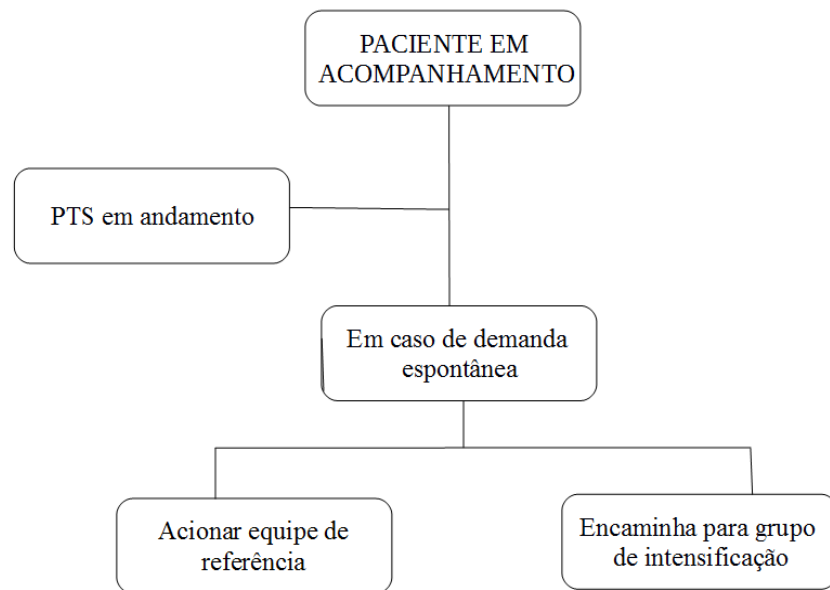 PACIENTE EM
ACOMPANHAMENTO
PTS em andamento
Em caso de demanda
espontânea
Acionar equipe de
referência
Encaminha para grupo
de intensificação